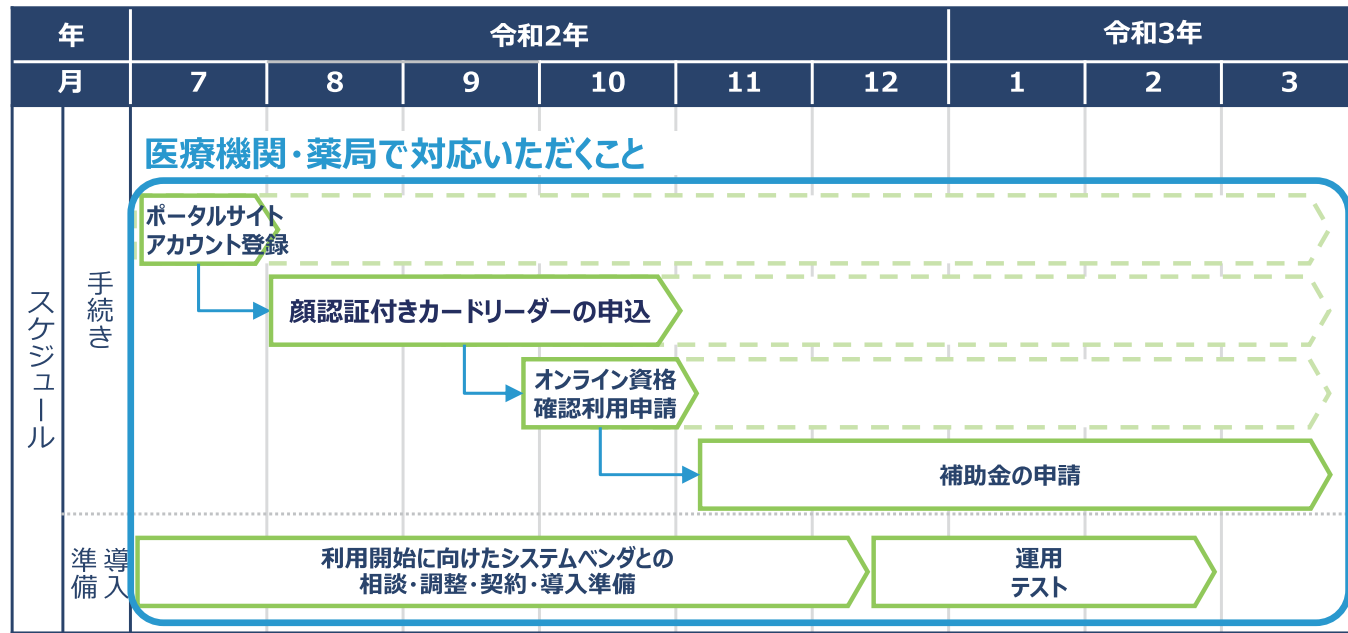 年
令和2年
令和3年
月
7
8
9
10
11
12
1
2
3
医療機関・薬局で対応いただくこと
スケジュール
手続き
ポータルサイト
アカウント登録
顔認証付きカードリーダーの申込
オンライン資格
確認利用申請
補助金の申請
導入
準備
利用開始に向けたシステムベンダとの
相談・調整・契約・導入準備
運用
テスト